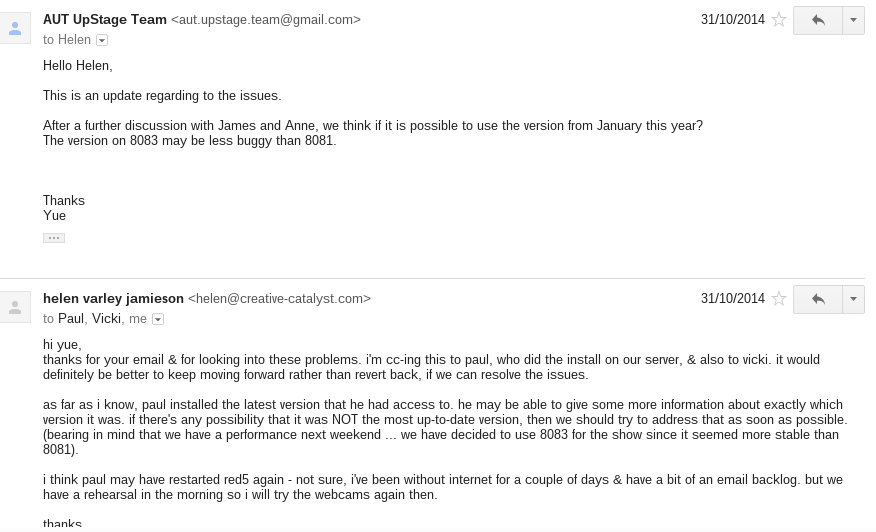 AUT UpStage Team <aut.upstage.team@gmail.com> 31/10/2014
to Helen
Hello Helen,
This is an update regarding to the issues.
After a further discussion with James and Anne, we think if it is possible to use the version from January this year?
The version on 8083 may be less buggy than 8081.
Thanks
Yue
helen varley jamieson <helen@creative-catalyst.com> 31/10/2014
to Paul, Vicki, me
hi yue,
thanks for your email & for looking into these problems. i'm cc-ing this to paul, who did the install on our server, & also to vicki. it would
definitely be better to keep moving forward rather than revert back, if we can resolve the issues.
as far as i know, paul installed the latest version that he had access to. he may be able to give some more information about exactly which
version it was. if there's any possibility that it was NOT the most up-to-date version, then we should try to address that as soon as possible.
(bearing in mind that we have a performance next weekend ... we have decided to use 8083 for the show since it seemed more stable than
8081).
i think paul may have restarted red5 again - not sure, i've been without internet for a couple of days & have a bit of an email backlog. but we
have a rehearsal in the morning so i will try the webcams again then.
thanks